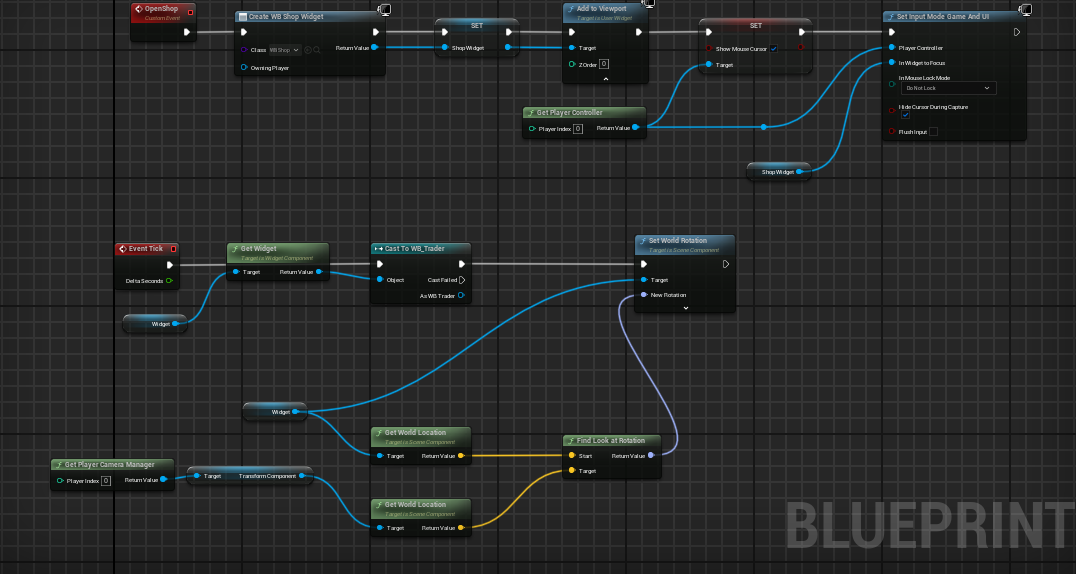 OpenShop
Custom Event
Create WB Shop Widget
Class WB Shop
Return Value
Owning Player
SET
Shop Widget
Add to Viewport
Target is User Widget
Target
ZOrder 0
SET
Show Mouse Cursor
Target
Get Player Controller
Player Index 0 Return Value
Set Input Mode Game And UI
Player Controller
In Widget to Focus
In Mouse Lock Mode
Do Not Lock
Hide Cursor During Capture
Flush Input
Shop Widget
Event Tick
Delta Seconds
Widget
Get Widget
Target is Widget Component
Target Return Value
Cast To WB_Trader
Object Cast Failed
As WB Trader
Set World Rotation
Target is Scene Component
Target
New Rotation
Widget
Get World Location
Target is Scene Component
Target Return Value
Find Look at Rotation
Start Return Value
Target
Get Player Camera Manager
Player Index 0 Return Value
Target Transform Component
Get World Location
Target is Scene Component
Target Return Value
BLUEPRINT